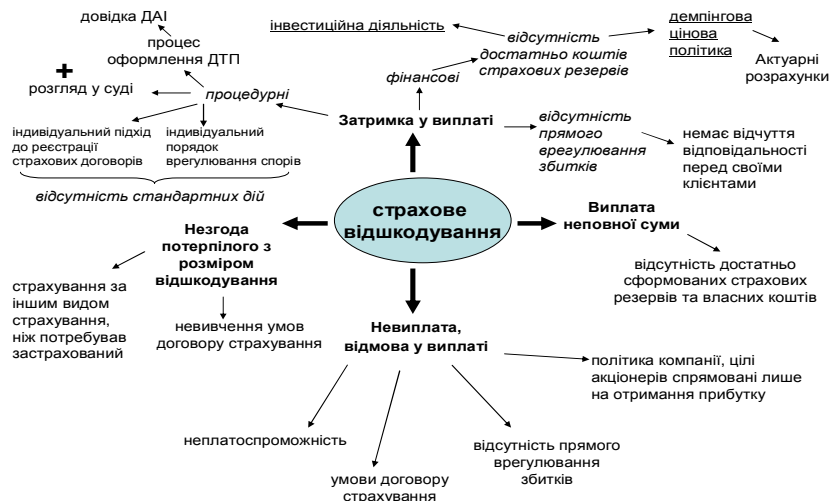 довідка ДАІ
процес
оформлення ДТП
+
розгляд у суді
процедурні
індивідуальний підхід
до реєстрації
страхових договорів
індивідуальний
порядок
врегулювання спорів
відсутність стандартних дій
інвестиційна діяльність
відсутність
достатньо коштів
страхових резервів
фінансові
демпінгова
цінова
політика
Актуарні
розрахунки
Затримка у виплаті
відсутність
прямого
врегулювання
збитків
немає відчуття
відповідальності
перед своїми
клієнтами
страхове
відшкодування
Виплата
неповної суми
відсутність достатньо
сформованих страхових
резервів та власних коштів
Незгода
потерпілого з
розміром
відшкодування
страхування за
іншим видом
страхування,
ніж потребував
застрахований
невивчення умов
договору страхування
Невиплата,
відмова у виплаті
політика компанії, цілі
акціонерів спрямовані лише
на отримання прибутку
неплатоспроможність
умови договору
страхування
відсутність прямого
врегулювання
збитків